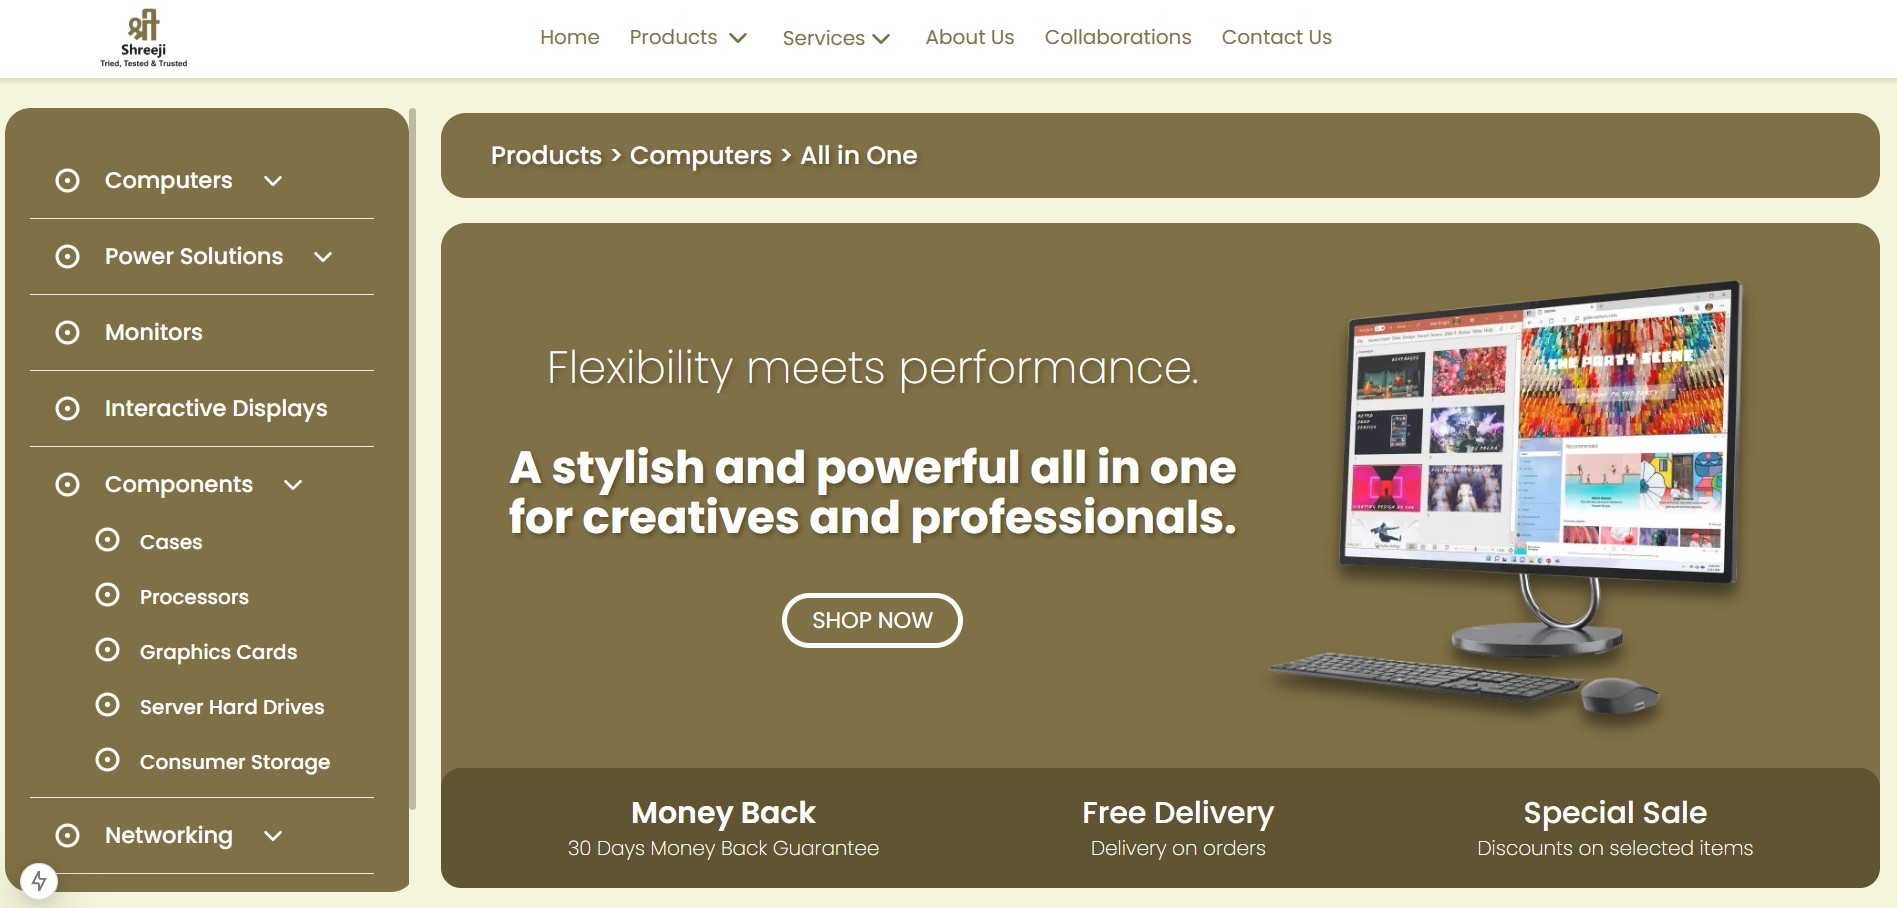 श्री
Shreeji
Tried, Tested & Trusted
Home
Products
Services
About Us
Collaborations
Contact Us
Computers
Power Solutions
Monitors
Interactive Displays
Components
Cases
Processors
Graphics Cards
Server Hard Drives
Consumer Storage
Networking
Products > Computers > All in One
Flexibility meets performance.
A stylish and powerful all in one
for creatives and professionals.
SHOP NOW
THE PARTY SCENE
Recommended
Money Back
30 Days Money Back Guarantee
Free Delivery
Delivery on orders
Special Sale
Discounts on selected items